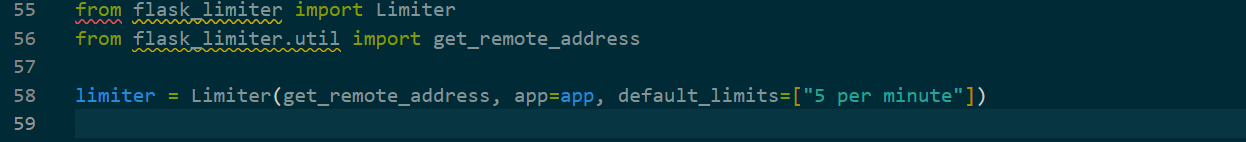 55 from flask_limiter import Limiter
56 from flask_limiter.util import get_remote_address
57
58 limiter = Limiter(get_remote_address, app=app, default_limits=["5 per minute"])
59